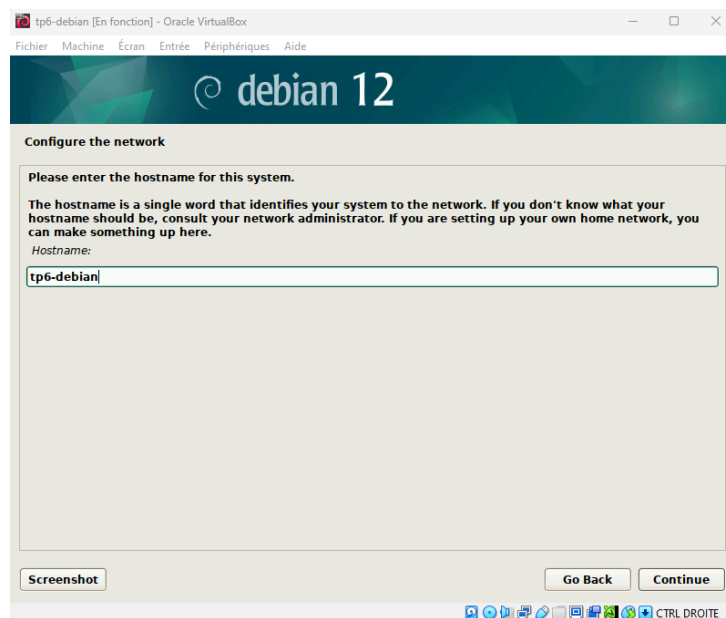 tp6-debian [En fonction] - Oracle VirtualBox
Fichier Machine Écran Entrée Périphériques Aide
debian 12
Configure the network
Please enter the hostname for this system.
The hostname is a single word that identifies your system to the network. If you don't know what your
hostname should be, consult your network administrator. If you are setting up your own home network, you
can make something up here.
Hostname:
tp6-debian
Screenshot Go Back Continue
CTRL DROITE